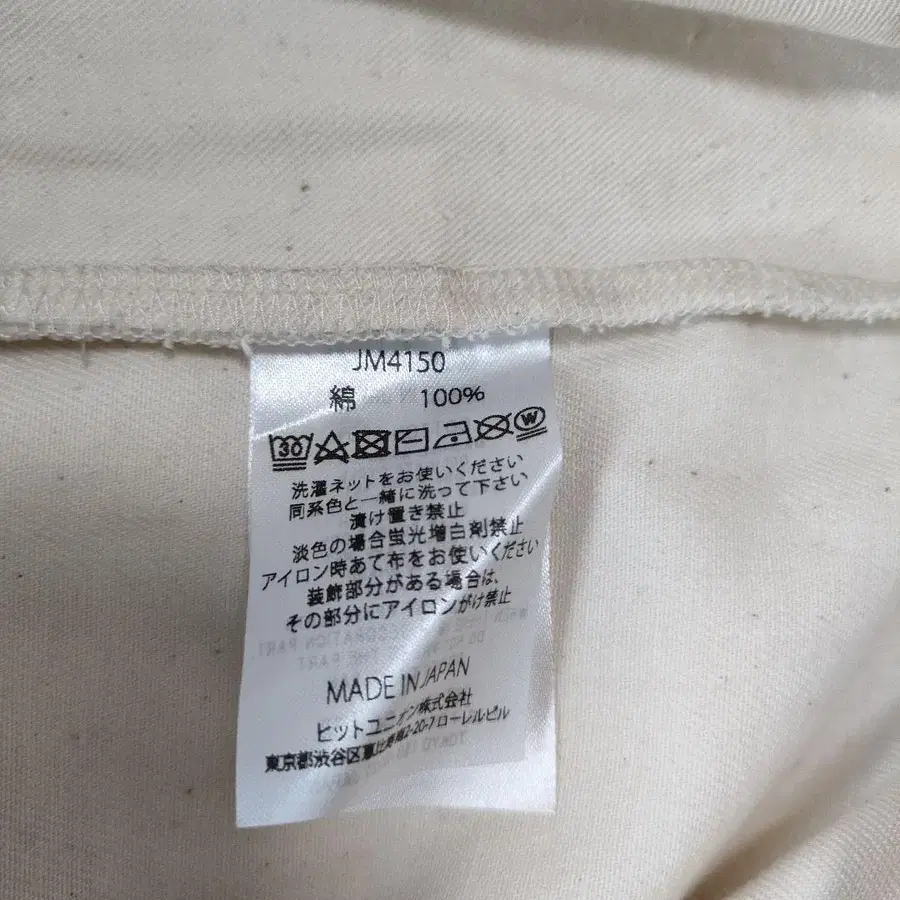 JM4150
綿 100%
30 W
洗濯ネットをお使いください
同系色と一緒に洗って下さい
漬け置き禁止
淡色の場合蛍光増白剤禁止
アイロン時あて布をお使いください
装飾部分がある場合は、
その部分にアイロンがけ禁止
MADE IN JAPAN
ヒットユニオン株式会社
東京都渋谷区恵比寿南2-20-7 ローレルビル